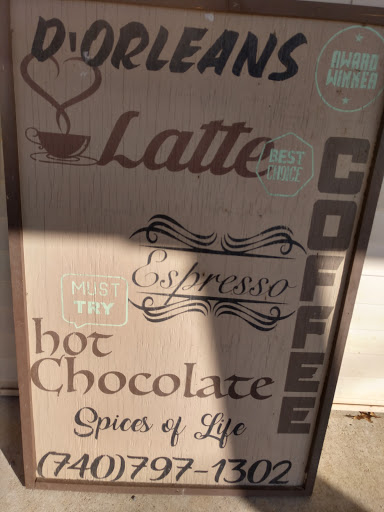 D'ORLEANS
AWARD
WINNER
Latte
BEST
CHOICE
COFFEE
Espresso
MUST
TRY
hot
Chocolate
Spices of Life
(740)797-1302